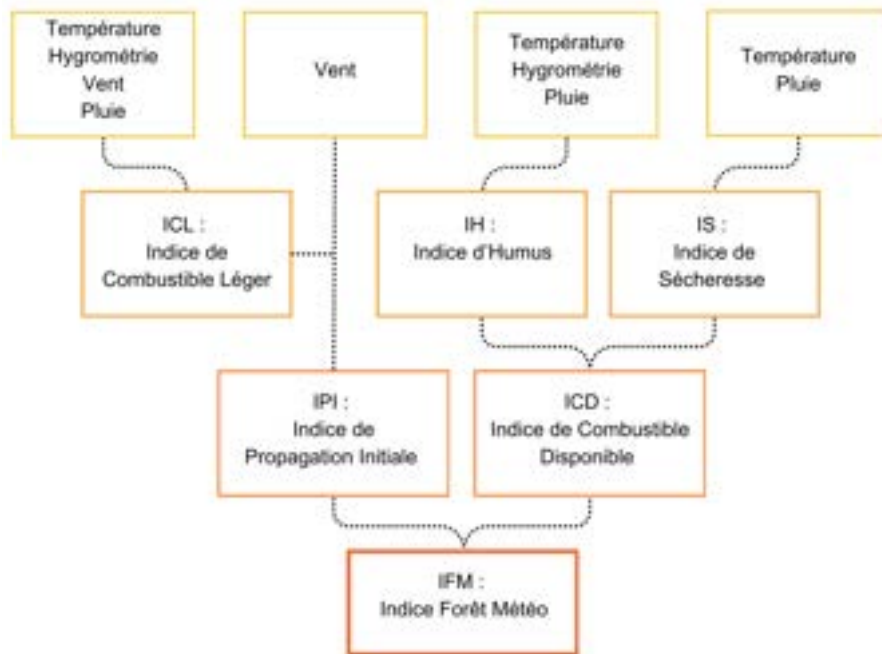 Température
Hygrométrie
Vent
Pluie
Vent
Température
Hygrométrie
Pluie
Température
Pluie
ICL :
Indice de
Combustible Léger
IH :
Indice d'Humus
IS :
Indice de
Sécheresse
IPI :
Indice de
Propagation Initiale
ICD :
Indice de Combustible
Disponible
IFM :
Indice Forêt Météo